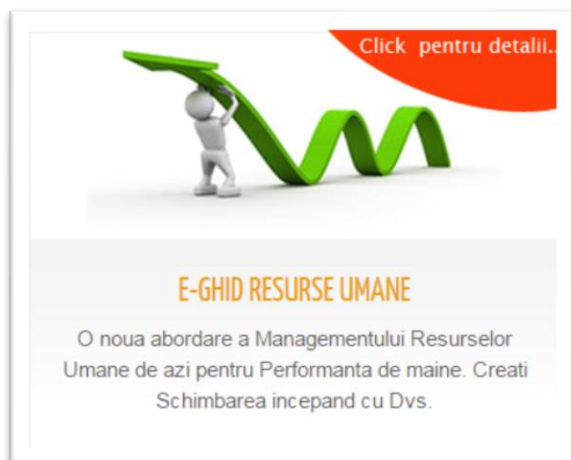 Click pentru detalii..
E-GHID RESURSE UMANE
O noua abordare a Managementului Resurselor
Umane de azi pentru Performanta de maine. Creati
Schimbarea incepand cu Dvs.